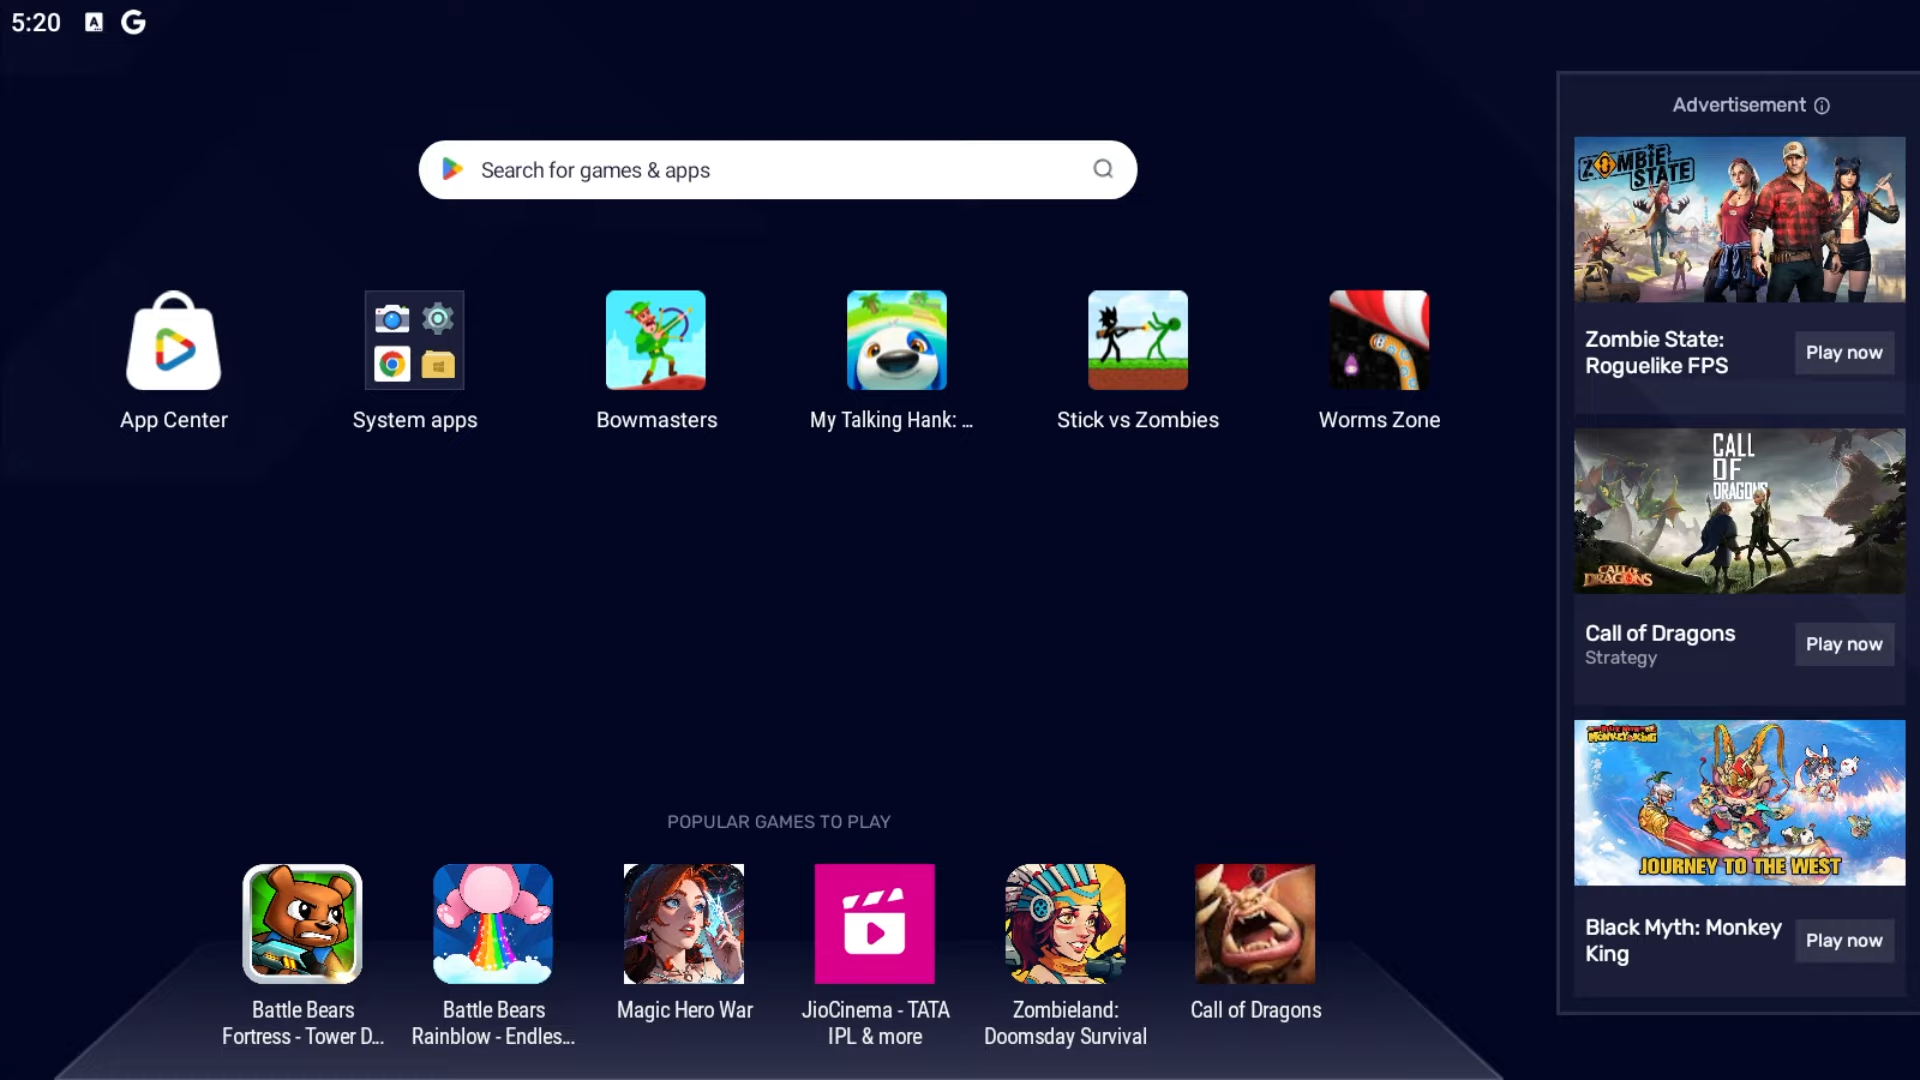 5:20
Search for games & apps
App Center
System apps
Bowmasters
My Talking Hank: ...
Stick vs Zombies
Worms Zone
POPULAR GAMES TO PLAY
Battle Bears
Fortress - Tower D...
Battle Bears
Rainbow - Endles...
Magic Hero War
JioCinema - TATA
IPL & more
Zombieland:
Doomsday Survival
Call of Dragons
Advertisement
ZOMBIE
STATE
Zombie State:
Roguelike FPS
Play now
CALL
OF
DRAGONS
CALL OF
DRAGONS
Call of Dragons
Strategy
Play now
MONKEY KING
JOURNEY TO THE WEST
Black Myth: Monkey
King
Play now